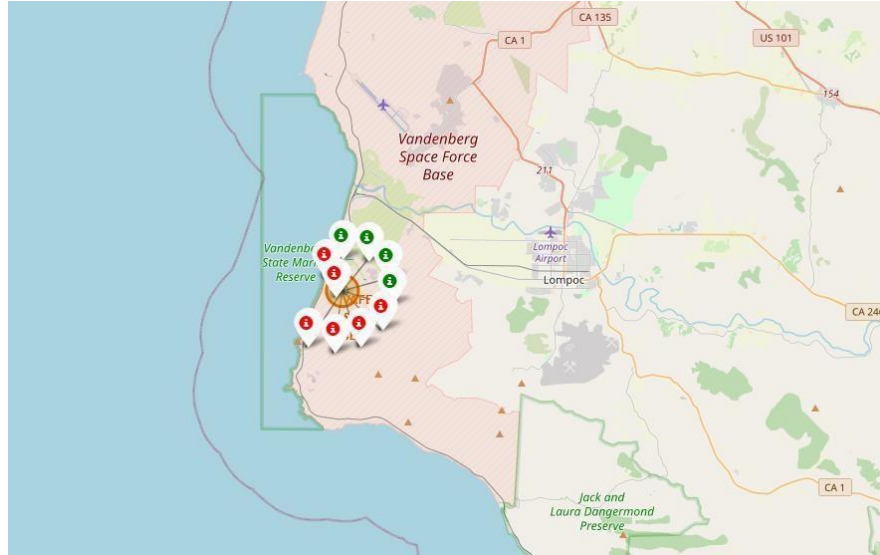 CA 135
CA 1
US 101
154
Vandenberg
Space Force
Base
211
Vandenb
State Mar
Reserve
Lompoc
Airport
Lompoc
CA 246
CA 1
Jack and
Laura Dangermond
Preserve